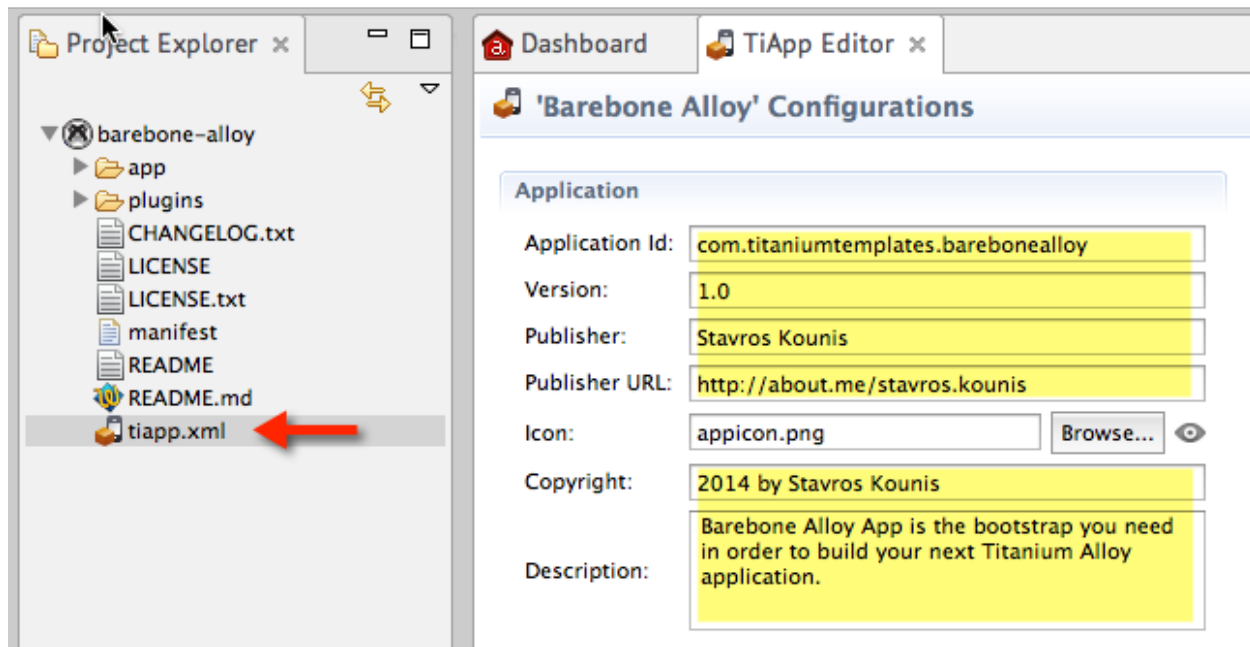 Project Explorer
barebone-alloy
app
plugins
CHANGELOG.txt
LICENSE
LICENSE.txt
manifest
README
README.md
tiapp.xml
Dashboard
TiApp Editor
'Barebone Alloy' Configurations
Application
Application Id: com.titaniumtemplates.barebonealloy
Version: 1.0
Publisher: Stavros Kounis
Publisher URL: http://about.me/stavros.kounis
Icon: appicon.png Browse...
Copyright: 2014 by Stavros Kounis
Description: Barebone Alloy App is the bootstrap you need
in order to build your next Titanium Alloy
application.